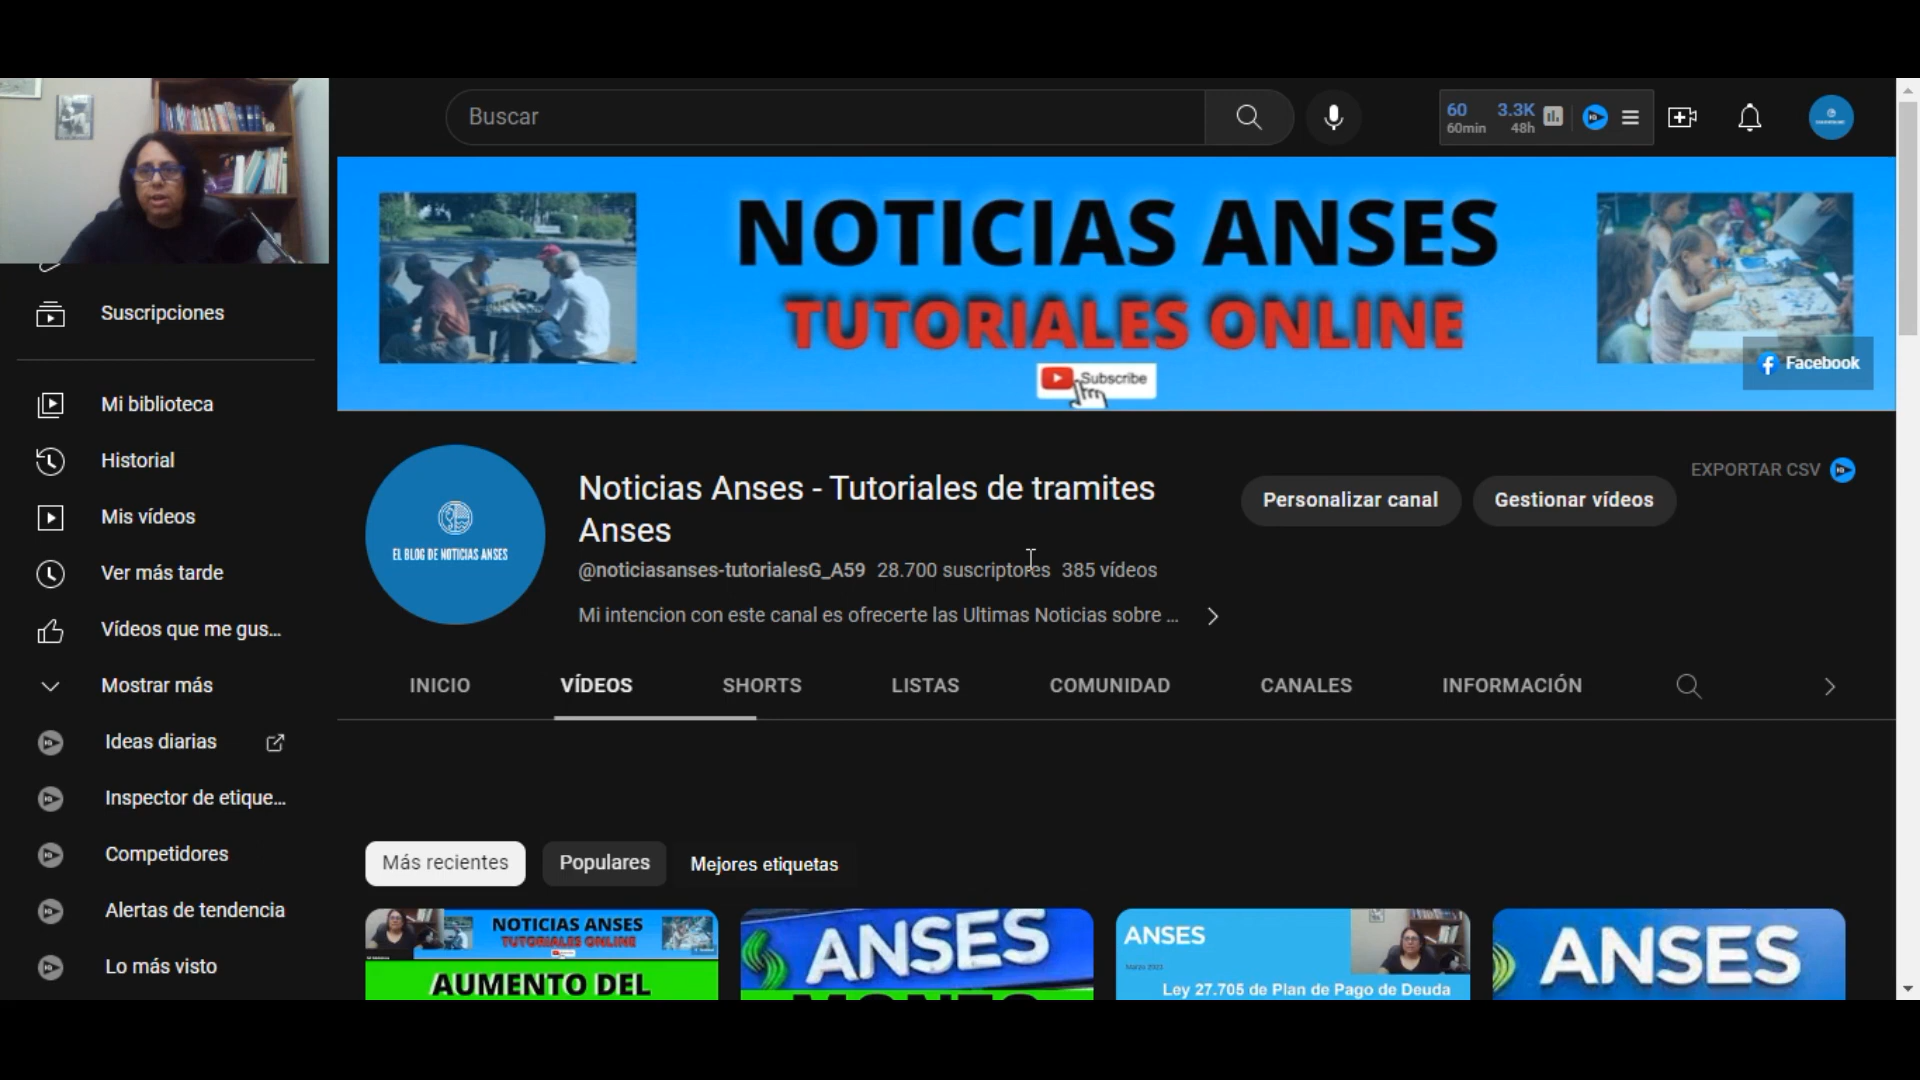 Buscar
60 3.3K
60min 48h
NOTICIAS ANSES
TUTORIALES ONLINE
Subscribe
Facebook
Suscripciones
Mi biblioteca
Historial
Mis vídeos
Ver más tarde
Vídeos que me gus...
Mostrar más
Ideas diarias
Inspector de etique...
Competidores
Alertas de tendencia
Lo más visto
EL BLOG DE NOTICIAS ANSES
Noticias Anses - Tutoriales de tramites
Anses
@noticiasanses-tutorialesG_A59 28.700 suscriptores 385 vídeos
Mi intencion con este canal es ofrecerte las Ultimas Noticias sobre ...
Personalizar canal
Gestionar vídeos
EXPORTAR CSV
INICIO VÍDEOS SHORTS LISTAS COMUNIDAD CANALES INFORMACIÓN
Más recientes Populares Mejores etiquetas
NOTICIAS ANSES
TUTORIALES ONLINE
AUMENTO DEL
ANSES
ANSES
Marzo 2023
Ley 27.705 de Plan de Pago de Deuda
ANSES